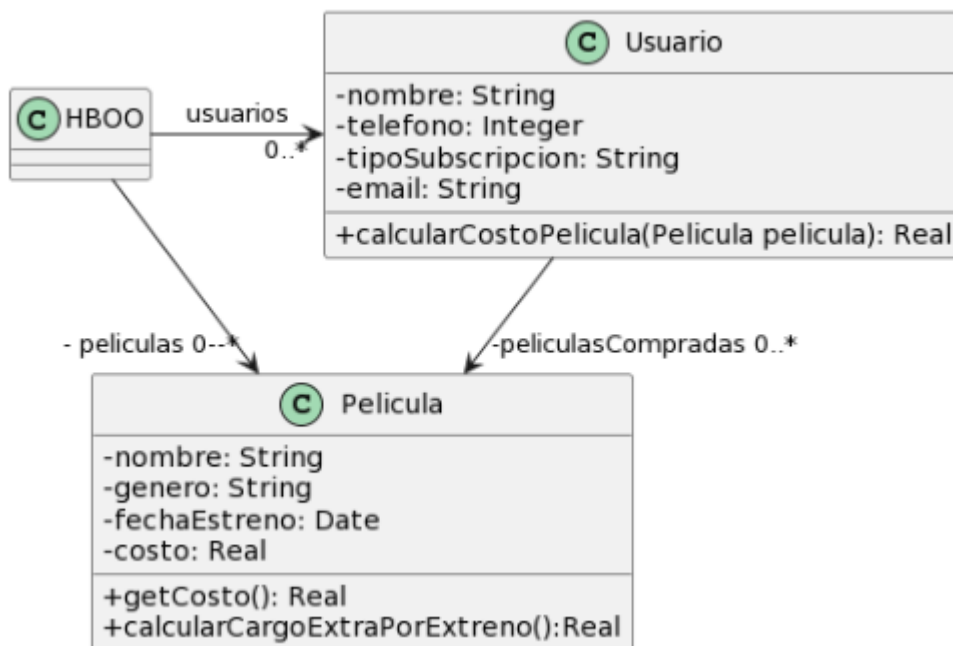 C Usuario
-nombre: String
-telefono: Integer
-tipoSubscripcion: String
-email: String
+calcularCostoPelicula(Pelicula pelicula): Real
C HBOO
usuarios
0..*
- peliculas 0--*
-peliculasCompradas 0..*
C Pelicula
-nombre: String
-genero: String
-fechaEstreno: Date
-costo: Real
+getCosto(): Real
+calcularCargoExtraPorExtreno():Real